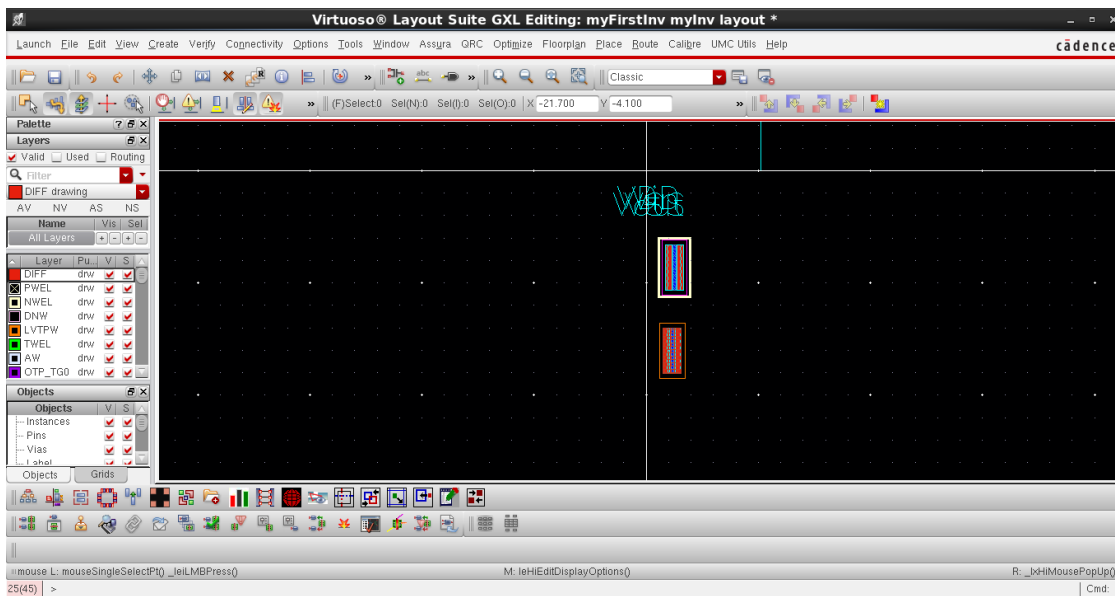 Virtuoso® Layout Suite GXL Editing: myFirstInv myInv layout *
Launch File Edit View Create Verify Connectivity Options Tools Window Assura QRC Optimize Floorplan Place Route Calibre UMC Utils Help cādence
abc » Classic
» (F)Select:0 Sel(N):0 Sel(I):0 Sel(O):0 X -21.700 Y -4.100 »
Palette
Layers
Valid Used Routing
Filter
DIFF drawing
AV NV AS NS
Name Vis Sel
All Layers + - + -
Layer Pu... V S
DIFF drw
PWEL drw
NWEL drw
DNW drw
LVTPW drw
TWEL drw
AW drw
OTP_TG0 drw
Objects
Objects V S
Instances
Pins
Vias
Label
Objects Grids
mouse L: mouseSingleSelectPt() _leiLMBPress() M: leHiEditDisplayOptions() R: _lxHiMousePopUp()
25(45) > Cmd: